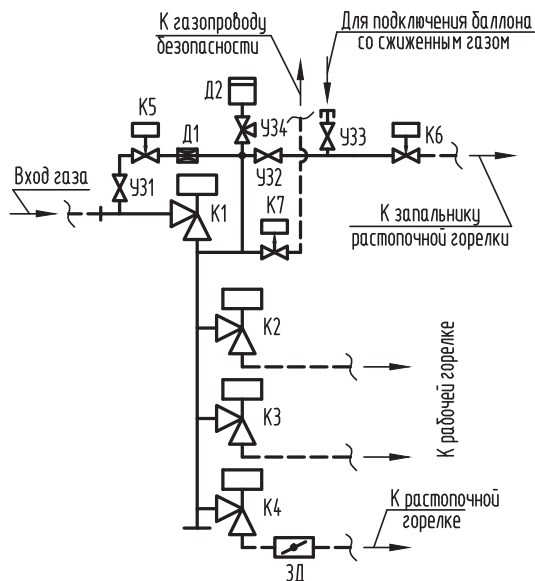 К газопроводу
безопасности
Для подключения баллона
со сжиженным газом
К5
Д1
Д2
УЗ4
УЗ3
К6
Вход газа
УЗ1
К1
УЗ2
К7
К запальнику
растопочной горелки
К2
К3
К рабочей горелке
К4
К растопочной
горелке
ЗД